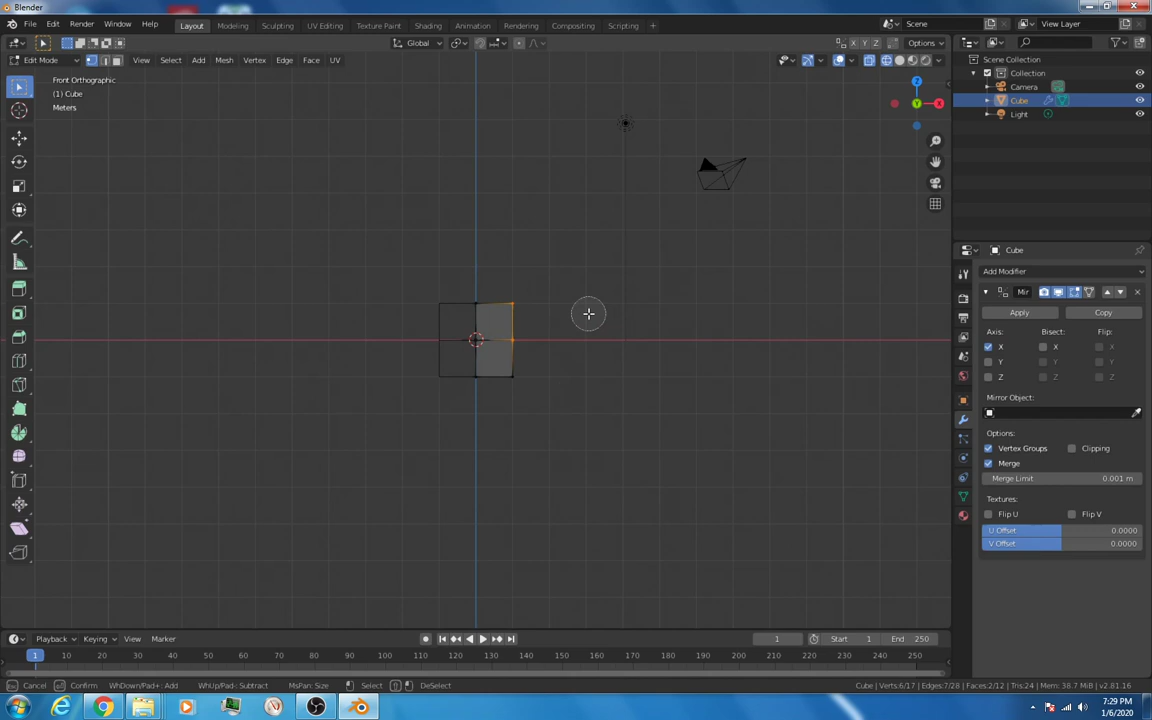 Blender
File Edit Render Window Help Layout Modeling Sculpting UV Editing Texture Paint Shading Animation Rendering Compositing Scripting + Scene View Layer
Global X Y Z Options
Edit Mode View Select Add Mesh Vertex Edge Face UV
Front Orthographic
(1) Cube
Meters
Z
Y X
Scene Collection
Collection
Camera
Cube
Light
Cube
Add Modifier
Mir
Apply Copy
Axis: Bisect: Flip:
X X X
Y Y Y
Z Z Z
Mirror Object:
Options:
Vertex Groups Clipping
Merge
Merge Limit 0.001 m
Textures:
Flip U Flip V
U Offset 0.0000
V Offset 0.0000
Playback Keying View Marker 1 Start 1 End 250
1 10 20 30 40 50 60 70 80 90 100 110 120 130 140 150 160 170 180 190 200 210 220 230 240 250
Cancel Confirm WhDown/Pad+: Add WhUp/Pad-: Subtract MsPan: Size Select DeSelect Cube | Verts:6/17 | Edges:7/28 | Faces:2/12 | Tris:24 | Mem: 38.7 MiB | v2.81.16
7:29 PM
1/6/2020